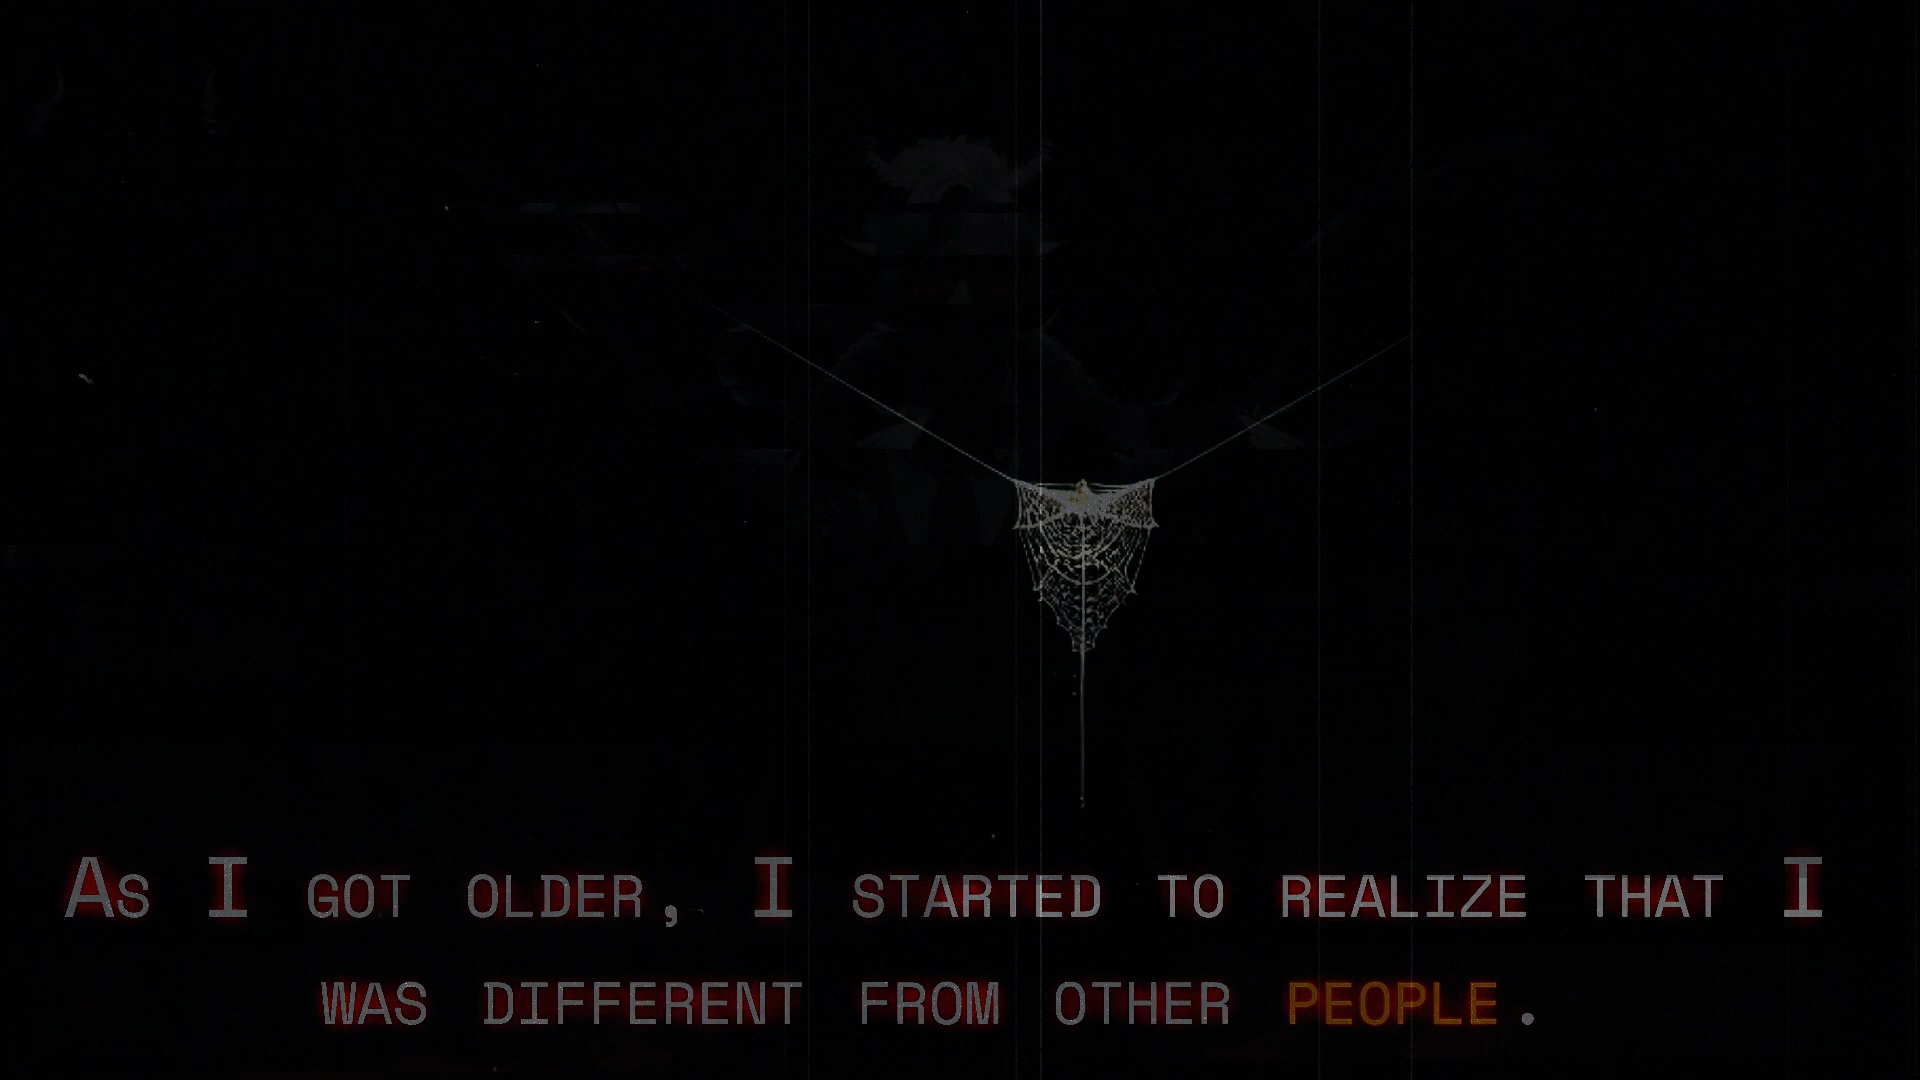 As I GOT OLDER, I STARTED TO REALIZE THAT I
WAS DIFFERENT FROM OTHER PEOPLE.